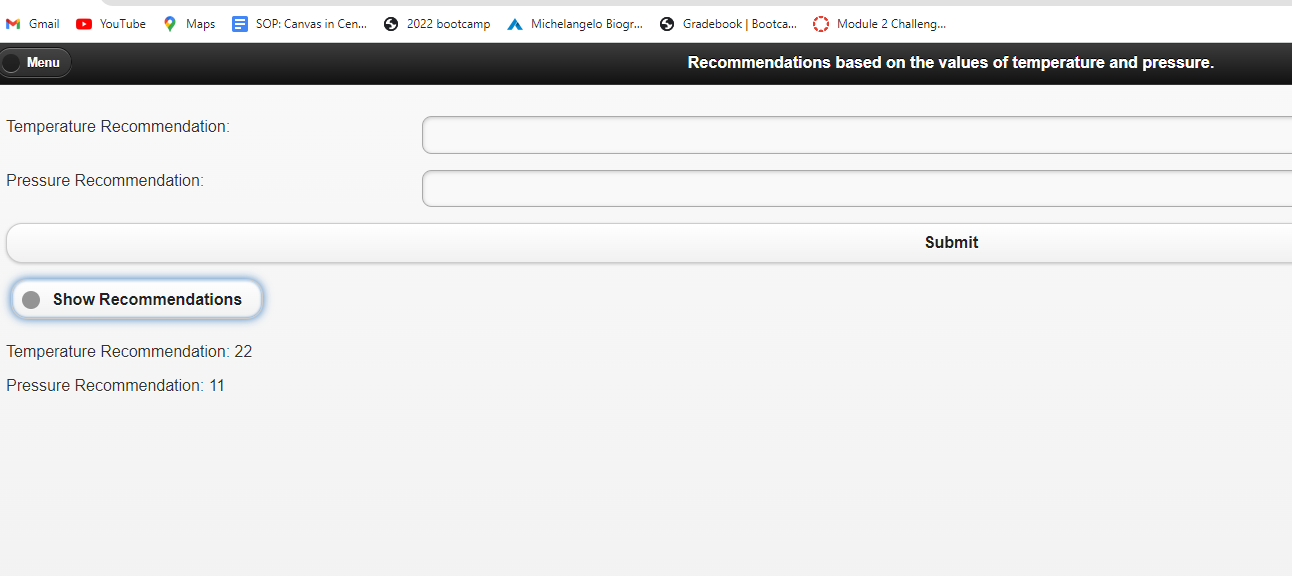 Gmail YouTube Maps SOP: Canvas in Cen... 2022 bootcamp Michelangelo Biogr... Gradebook | Bootca... Module 2 Challeng...
Menu Recommendations based on the values of temperature and pressure.
Temperature Recommendation:
Pressure Recommendation:
Submit
Show Recommendations
Temperature Recommendation: 22
Pressure Recommendation: 11